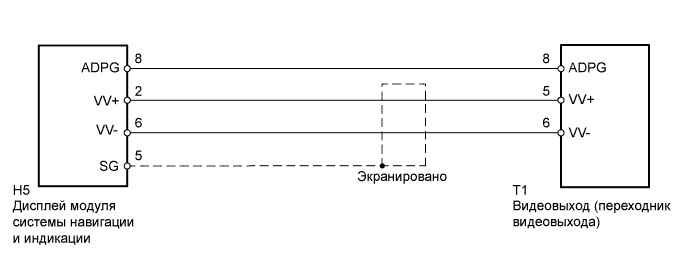 8 8
ADPG ADPG
2 5
VV+ VV+
6 6
VV- VV-
5
SG
Экранировано
H5
Дисплей модуля
системы навигации
и индикации
T1
Видеовыход (переходник
видеовыхода)